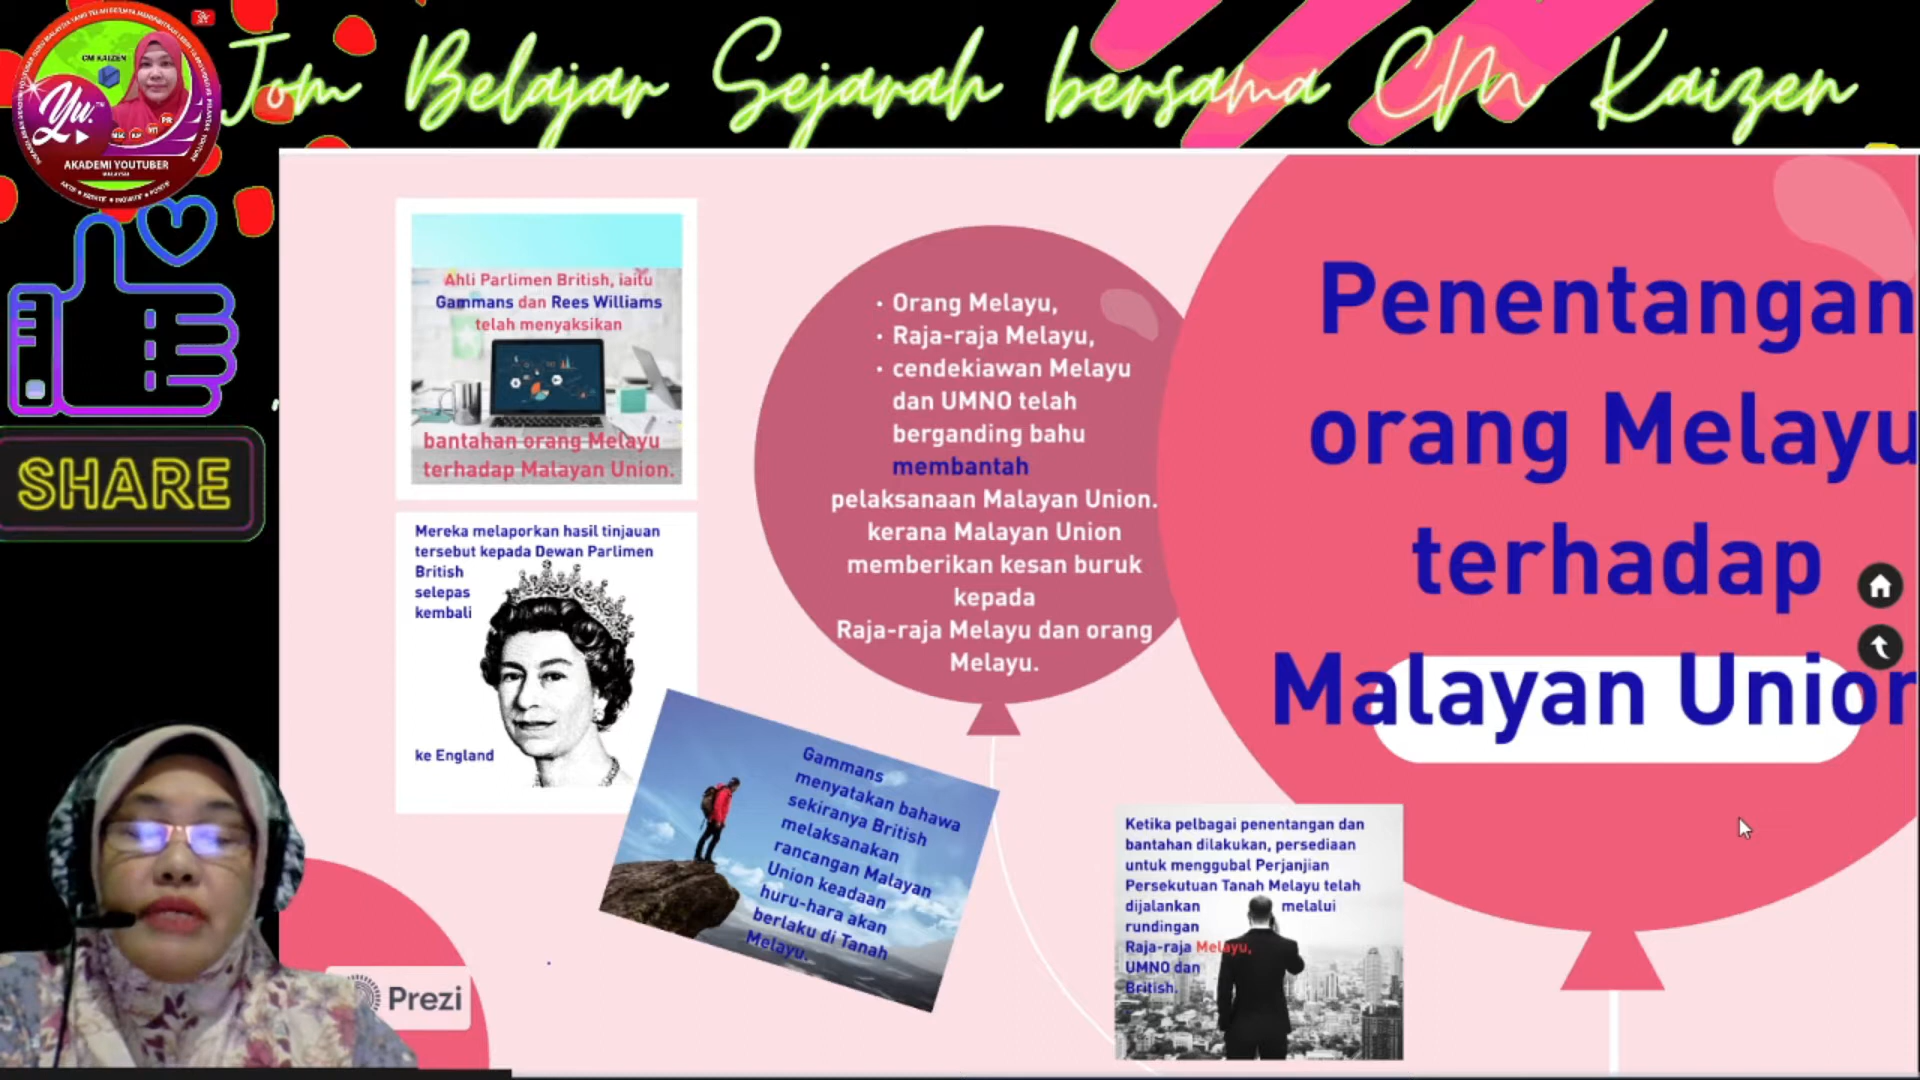 Jom Belajar Sejarah bersama CM Kaizen
CM KAIZEN
Yu.
AKADEMI YOUTUBER
MALAYSIA
SHARE
Ahli Parlimen British, iaitu
Gammans dan Rees Williams
telah menyaksikan
bantahan orang Melayu
terhadap Malayan Union.
Mereka melaporkan hasil tinjauan
tersebut kepada Dewan Parlimen
British
selepas
kembali
ke England
• Orang Melayu,
• Raja-raja Melayu,
• cendekiawan Melayu
dan UMNO telah
berganding bahu
membantah
pelaksanaan Malayan Union.
kerana Malayan Union
memberikan kesan buruk
kepada
Raja-raja Melayu dan orang
Melayu.
Penentangan
orang Melayu
terhadap
Malayan Union
Gammans
menyatakan bahawa
sekiranya British
melaksanakan
rancangan Malayan
Union keadaan
huru-hara akan
berlaku di Tanah
Melayu.
Ketika pelbagai penentangan dan
bantahan dilakukan, persediaan
untuk menggubal Perjanjian
Persekutuan Tanah Melayu telah
dijalankan melalui
rundingan
Raja-raja Melayu,
UMNO dan
British.
Prezi